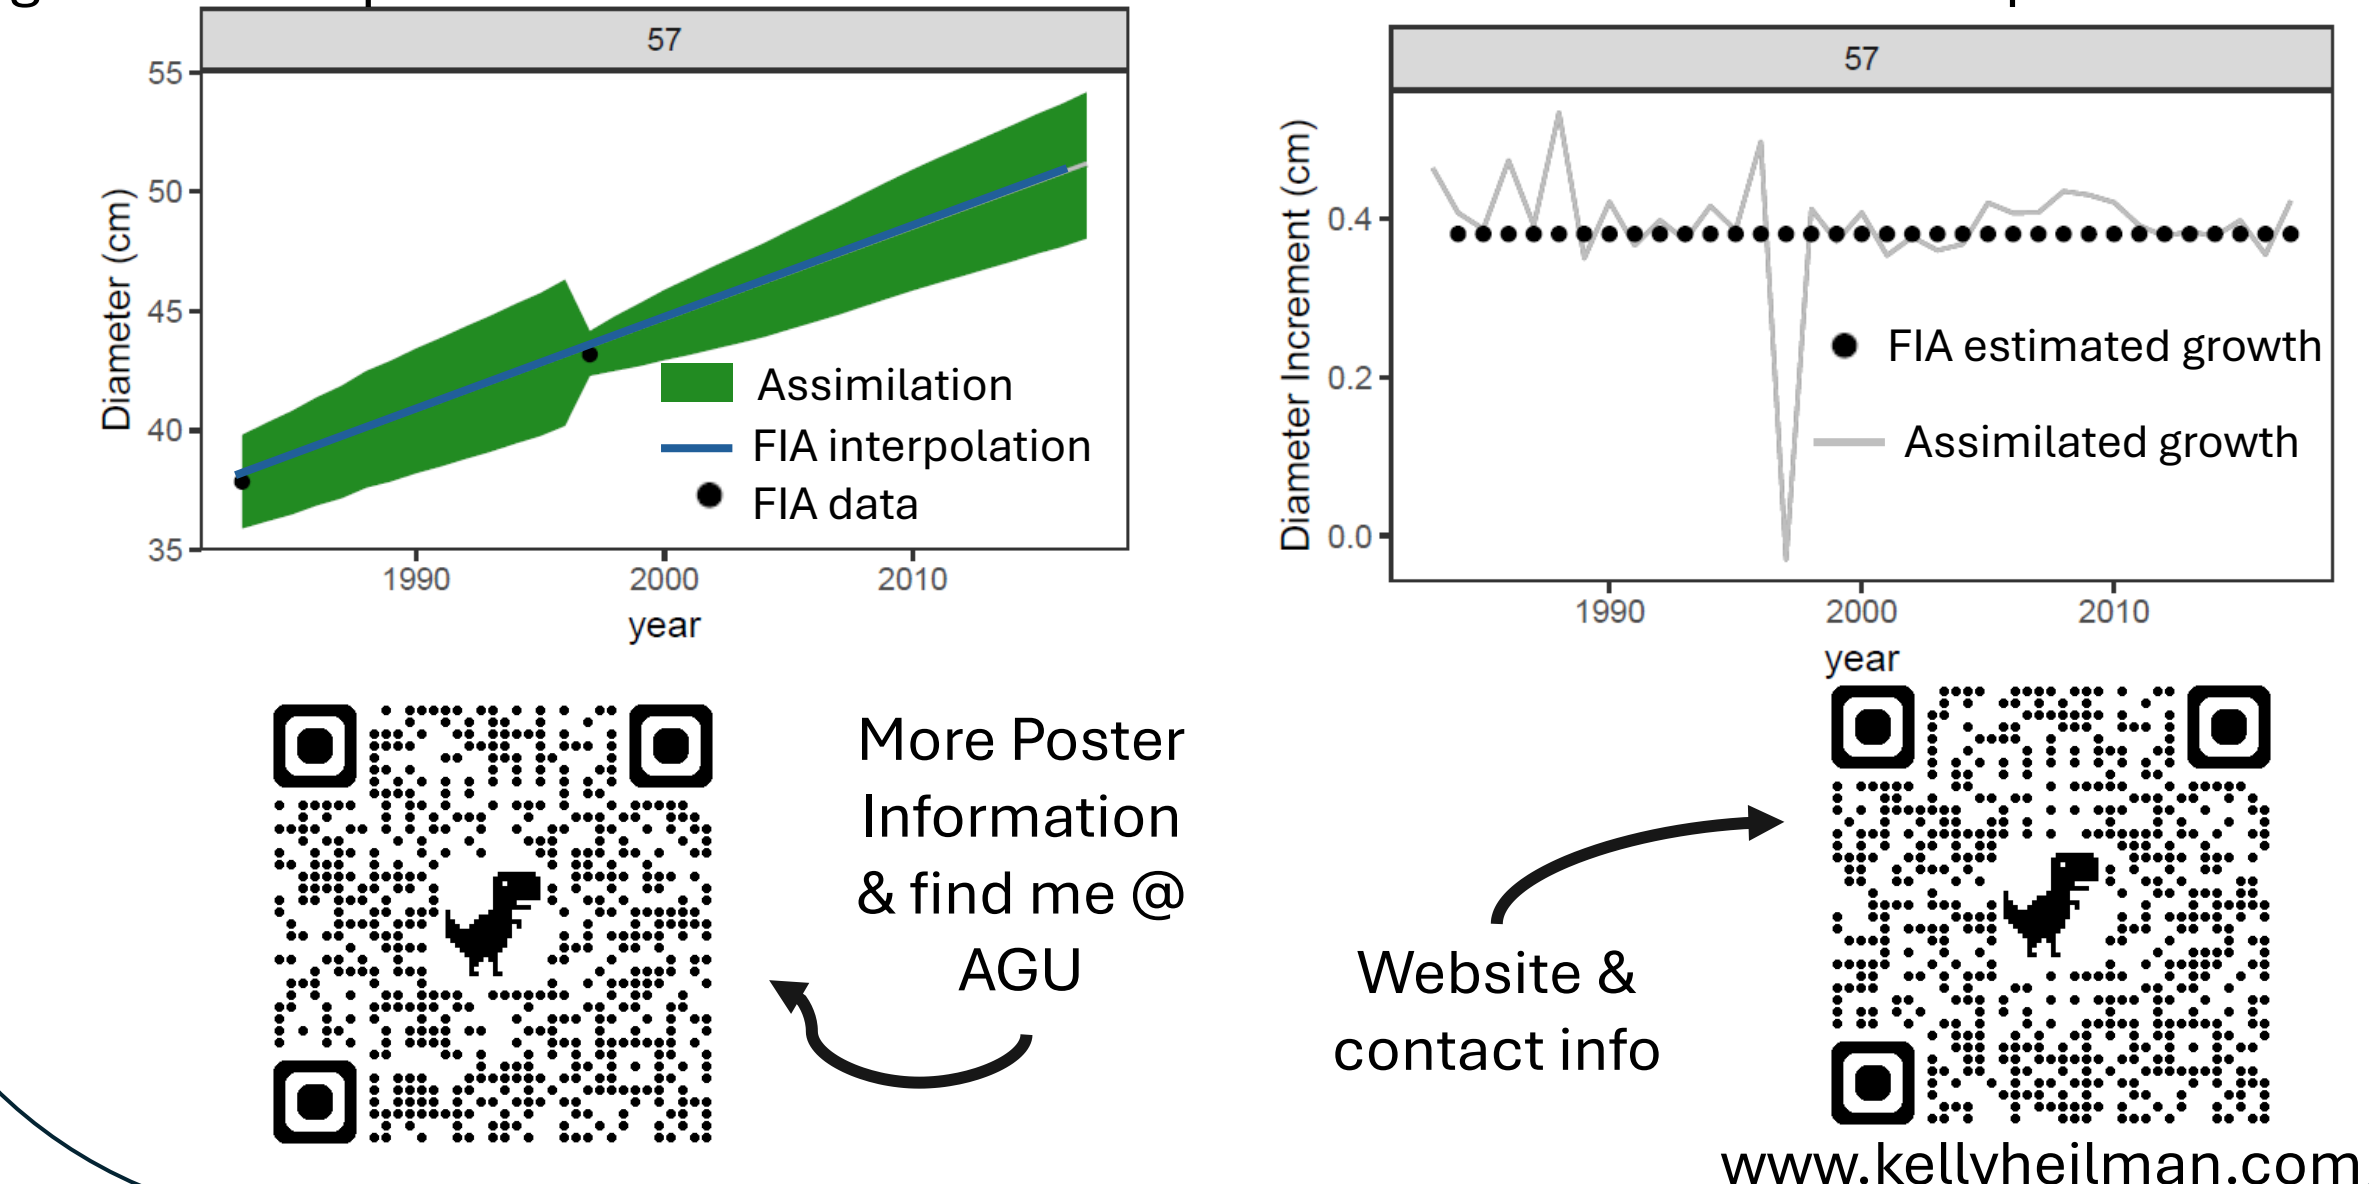 57
55
50
45
40
35
Diameter (cm)
Assimilation
FIA interpolation
FIA data
1990 2000 2010
year
57
0.4
0.2
0.0
Diameter Increment (cm)
FIA estimated growth
Assimilated growth
1990 2000 2010
year
More Poster
Information
& find me @
AGU
Website &
contact info
www.kellyheilman.com